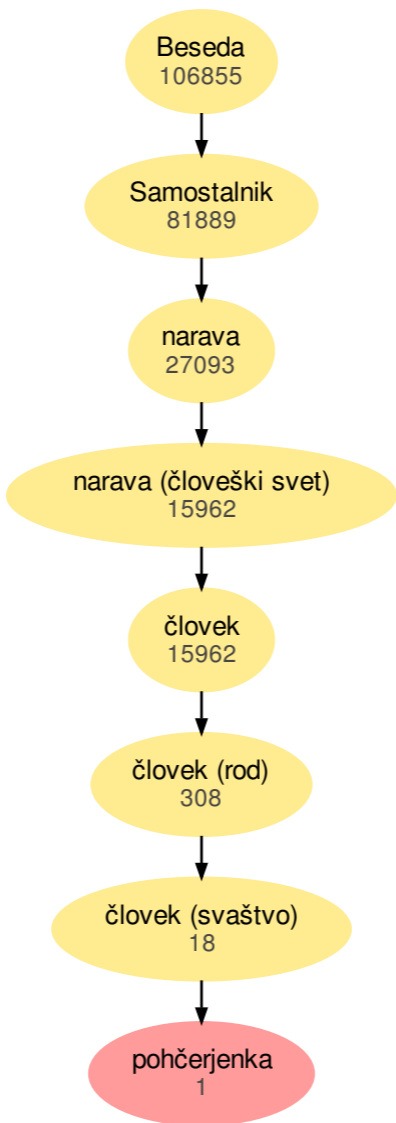 Beseda
106855
Samostalnik
81889
narava
27093
narava (človeški svet)
15962
človek
15962
človek (rod)
308
človek (svaštvo)
18
pohčerjenka
1